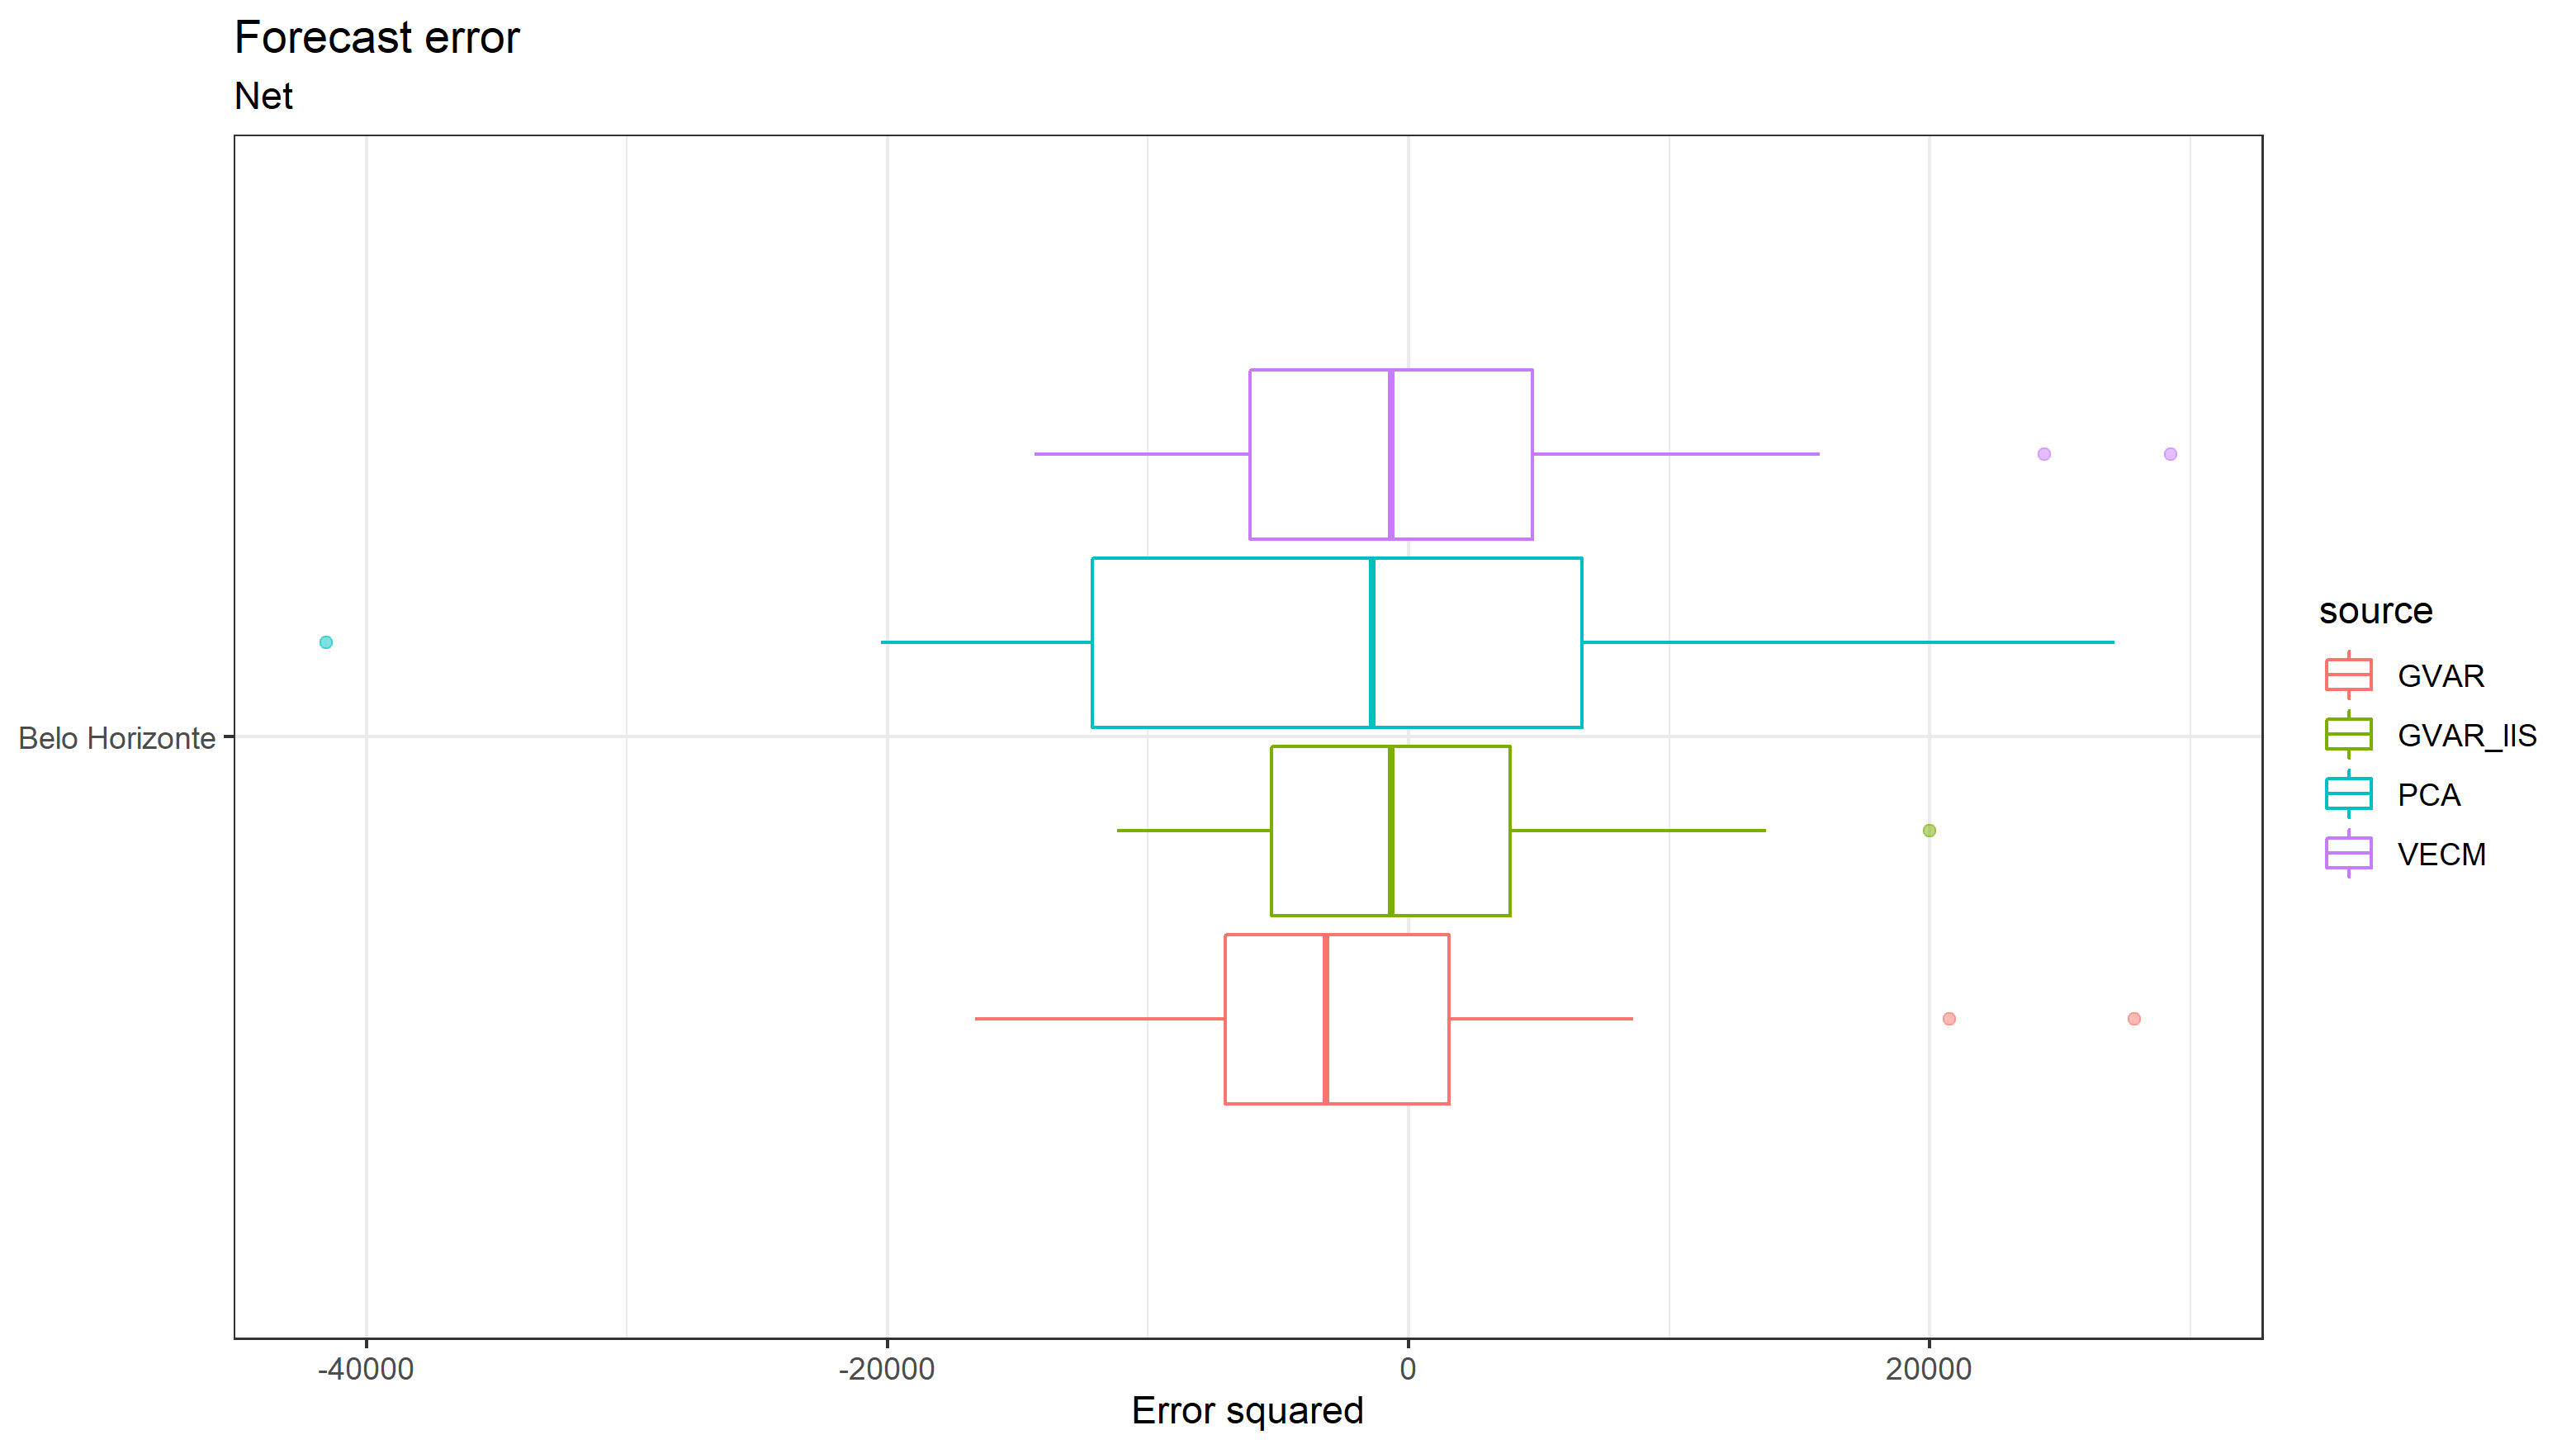 Forecast error
Net
Belo Horizonte
-40000
-20000
0
20000
Error squared
source
GVAR
GVAR_IIS
PCA
VECM